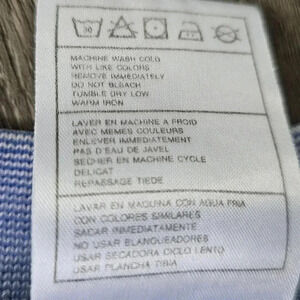 30
MACHINE WASH COLD
WITH LIKE COLORS
REMOVE IMMEDIATELY
DO NOT BLEACH
TUMBLE DRY LOW
WARM IRON
LAVER EN MACHINE A FROID
AVEC MEMES COULEURS
ENLEVER IMMEDIATEMENT
PAS D'EAU DE JAVEL
SECHER EN MACHINE CYCLE
DELICAT
REPASSAGE TIEDE
LAVAR EN MAQUINA CON AGUA FRIA
CON COLORES SIMILARES
SACAR INMEDIATAMENTE
NO USAR BLANQUEADORES
USAR SECADORA CICLO LENTO
USAR PLANCHA TIBIA